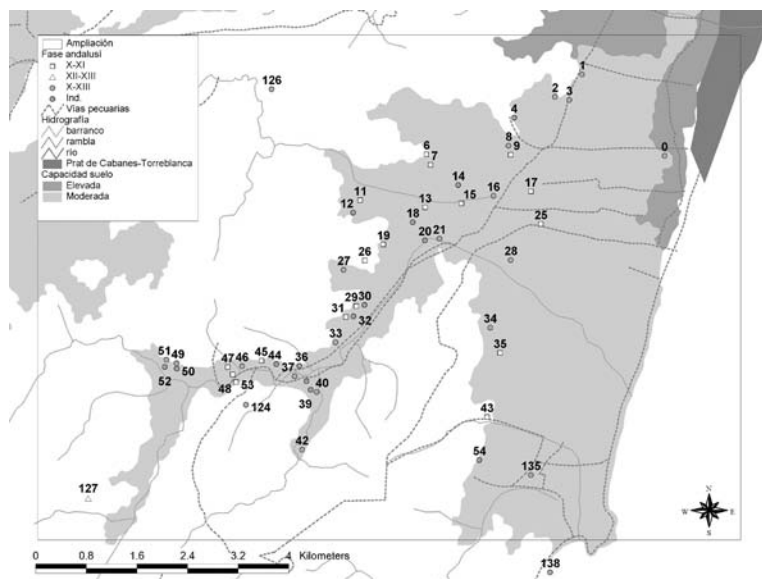 Ampliación
Fase andalusí
X-XI
XII-XIII
X-XIII
Ind.
Vías pecuarias
Hidrografía
barranco
rambla
rio
Prat de Cabanes-Torreblanca
Capacidad suelo
Elevada
Moderada
126
1
2
3
4
0
8
9
6
7
14
16
17
15
11
12
13
18
25
20
21
19
26
27
28
29
30
31
32
33
34
35
51
49
50
52
47
46
45
44
36
37
48
53
40
39
124
42
43
54
135
127
138
N
W
E
S
0 0.8 1.6 2.4 3.2 4 Kilometers